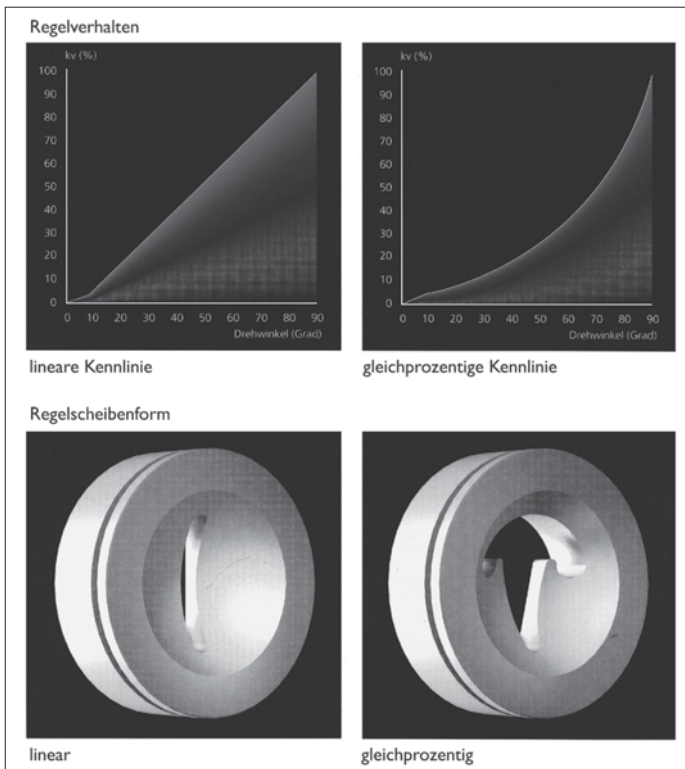 Regelverhalten
kv (%)
100
90
80
70
60
50
40
30
20
10
0
0 10 20 30 40 50 60 70 80 90
Drehwinkel (Grad)
lineare Kennlinie
kv (%)
100
90
80
70
60
50
40
30
20
10
0
0 10 20 30 40 50 60 70 80 90
Drehwinkel (Grad)
gleichprozentige Kennlinie
Regelscheibenform
linear
gleichprozentig